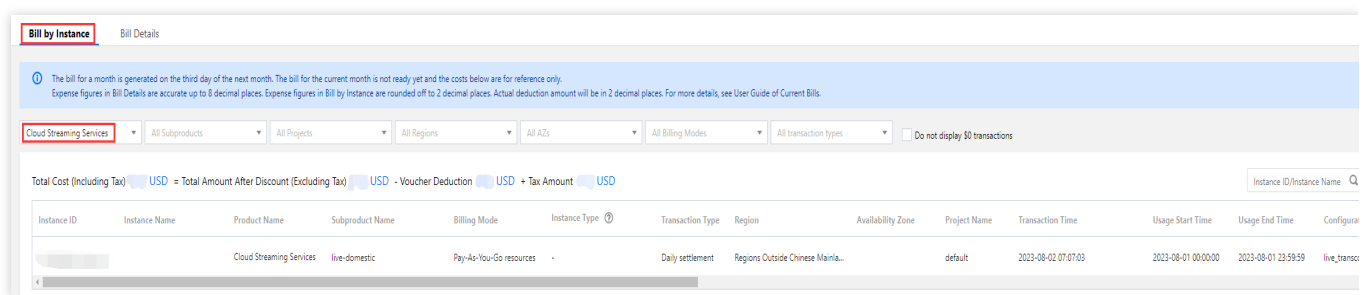 Bill by Instance Bill Details
The bill for a month is generated on the third day of the next month. The bill for the current month is not ready yet and the costs below are for reference only.
Expense figures in Bill Details are accurate up to 8 decimal places. Expense figures in Bill by Instance are rounded off to 2 decimal places. Actual deduction amount will be in 2 decimal places. For more details, see User Guide of Current Bills.
Cloud Streaming Services All Subproducts All Projects All Regions All AZs All Billing Modes All transaction types Do not display $0 transactions
Total Cost (Including Tax) USD = Total Amount After Discount (Excluding Tax) USD - Voucher Deduction USD + Tax Amount USD
Instance ID/Instance Name
Instance ID Instance Name Product Name Subproduct Name Billing Mode Instance Type Transaction Type Region Availability Zone Project Name Transaction Time Usage Start Time Usage End Time Configurat
Cloud Streaming Services live-domestic Pay-As-You-Go resources - Daily settlement Regions Outside Chinese Mainla... default 2023-08-02 07:07:03 2023-08-01 00:00:00 2023-08-01 23:59:59 live_transco